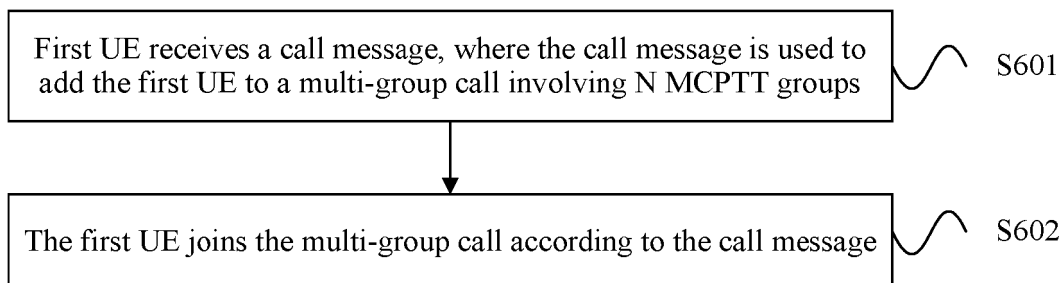 First UE receives a call message, where the call message is used to
add the first UE to a multi-group call involving N MCPTT groups
S601
The first UE joins the multi-group call according to the call message
S602